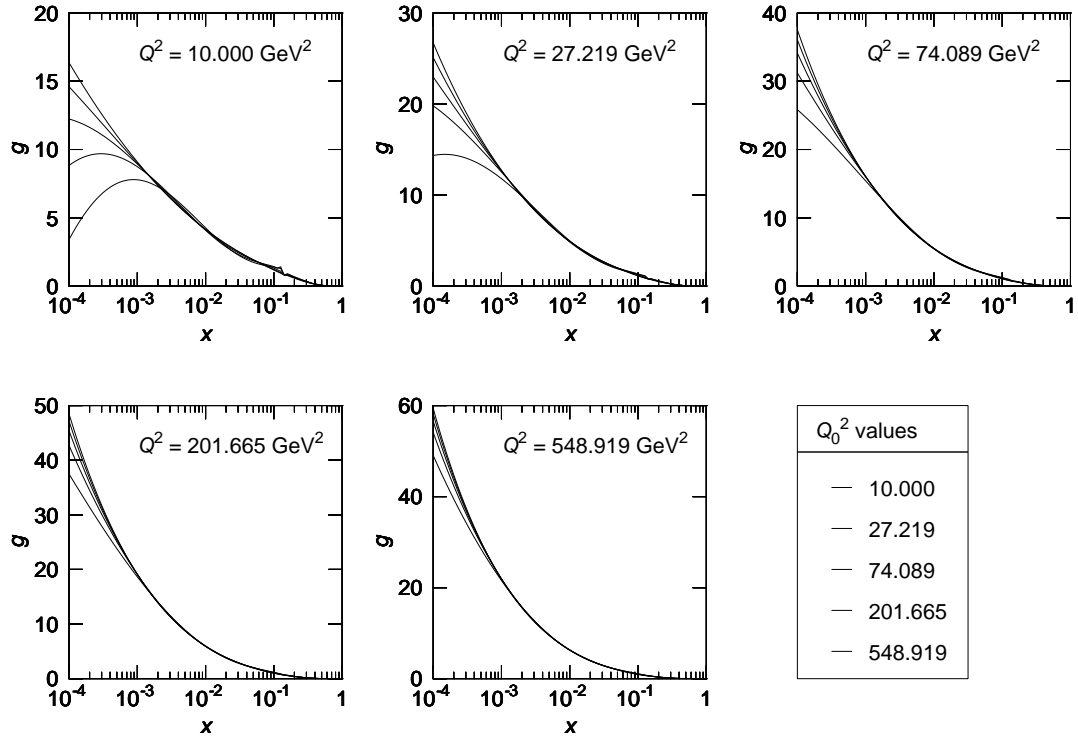 20
15
10
5
0
g
Q² = 10.000 GeV²
10⁻⁴ 10⁻³ 10⁻² 10⁻¹ 1
x
30
20
10
0
g
Q² = 27.219 GeV²
10⁻⁴ 10⁻³ 10⁻² 10⁻¹ 1
x
40
30
20
10
0
g
Q² = 74.089 GeV²
10⁻⁴ 10⁻³ 10⁻² 10⁻¹ 1
x
50
40
30
20
10
0
g
Q² = 201.665 GeV²
10⁻⁴ 10⁻³ 10⁻² 10⁻¹ 1
x
60
40
20
0
g
Q² = 548.919 GeV²
10⁻⁴ 10⁻³ 10⁻² 10⁻¹ 1
x
Q₀² values
10.000
27.219
74.089
201.665
548.919